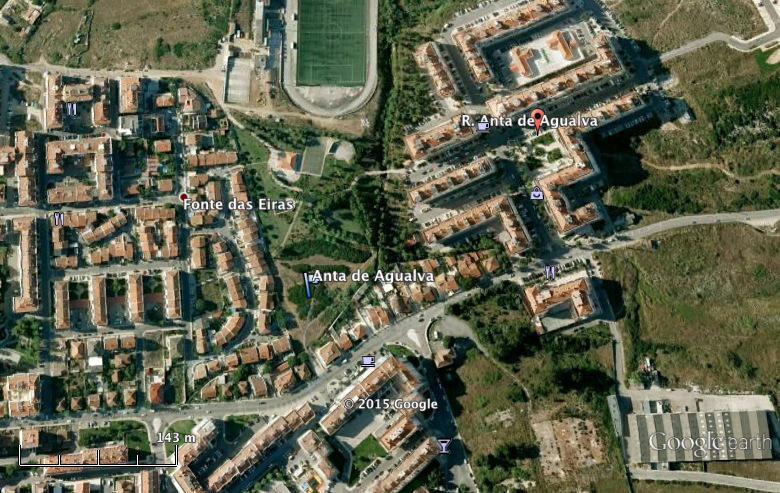 R. Anta de Agualva
Fonte das Eiras
Anta de Agualva
© 2015 Google
143 m
Google earth